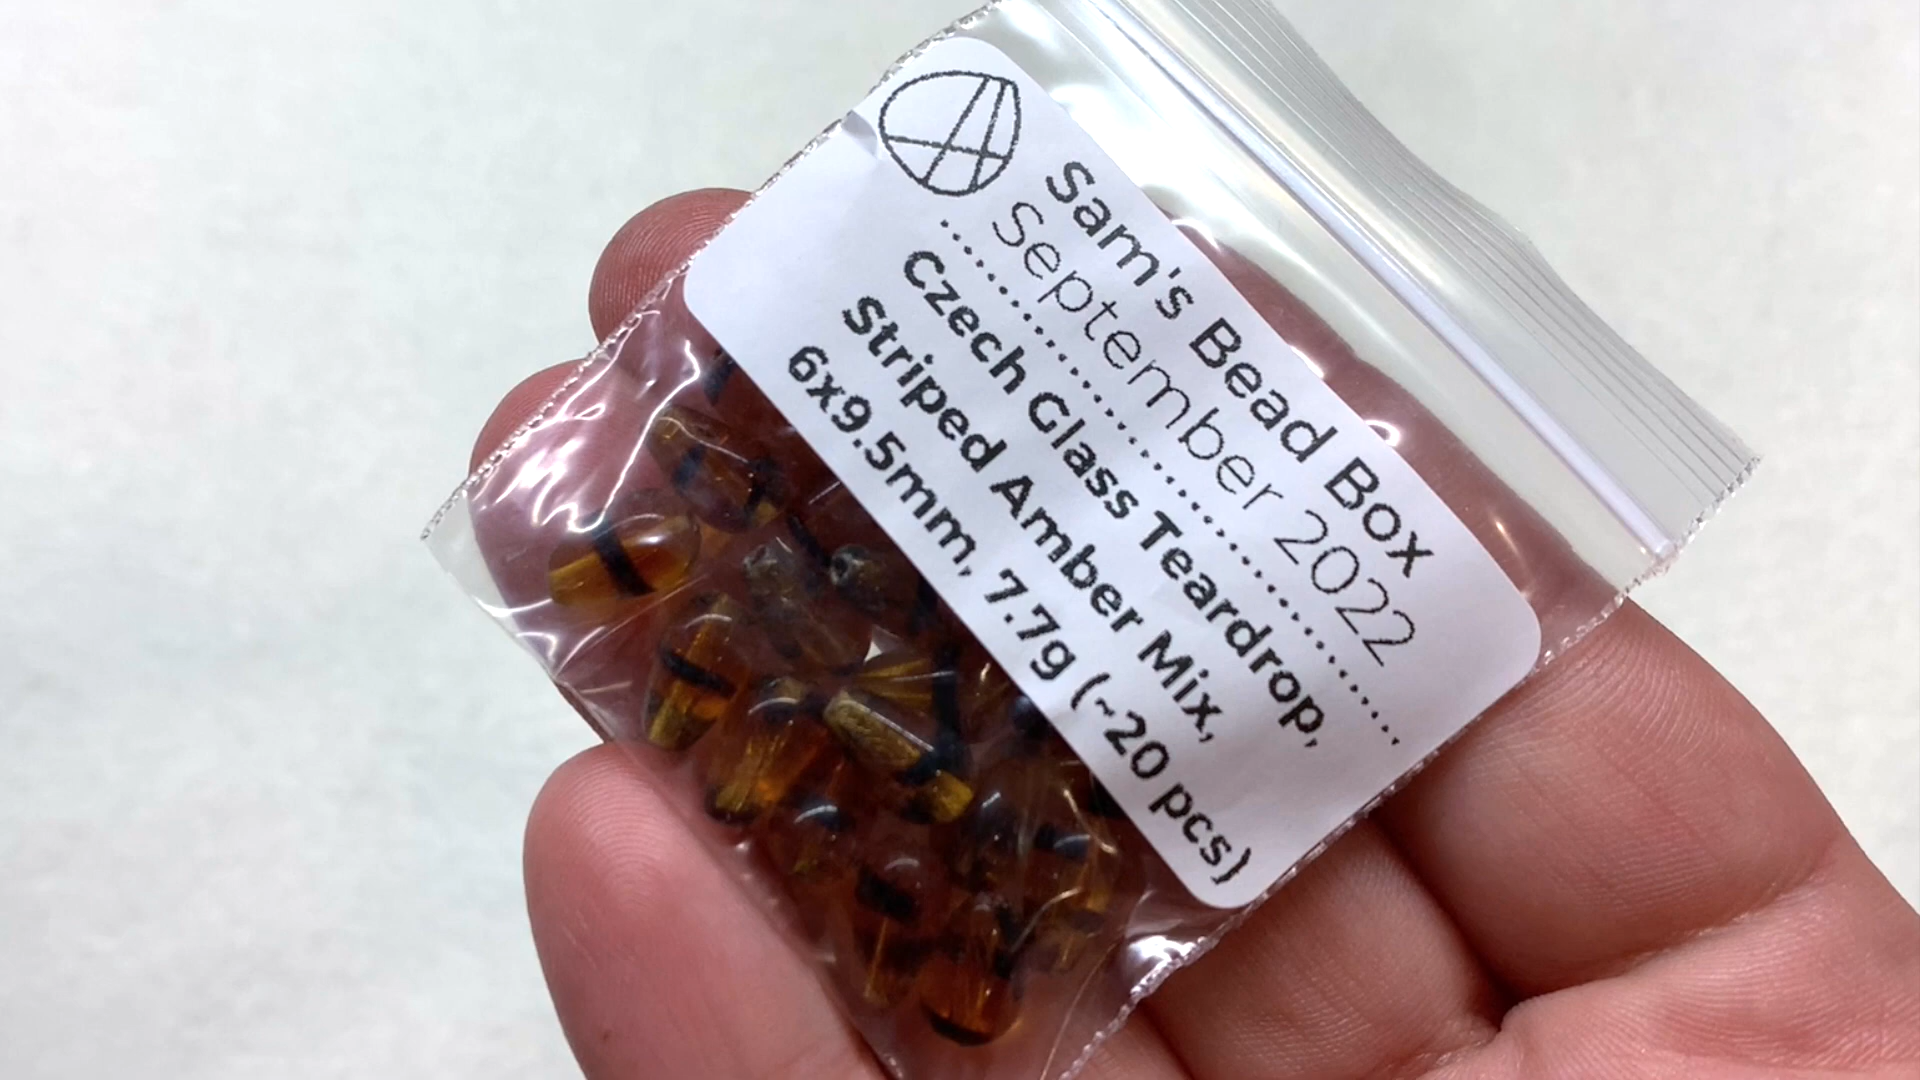 Sam's Bead Box
September 2022
Czech Glass Teardrop,
Striped Amber Mix,
6x9.5mm, 7.7g (~20 pcs)